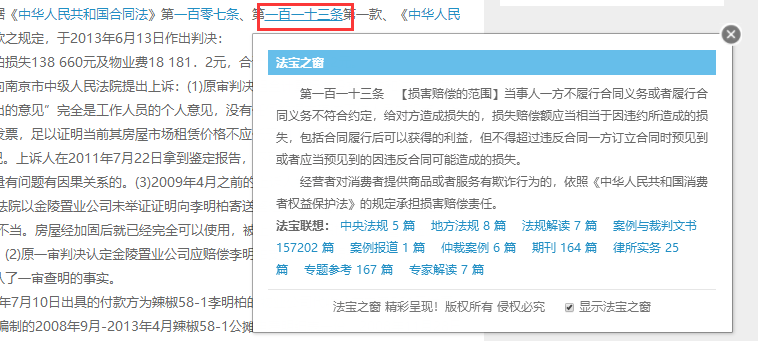 据《中华人民共和国合同法》第一百零七条、第一百一十三条第一款、《中华人民
款之规定，于2013年6月13日作出判决：
怕损失138 660元及物业费18 181．2元，合
向南京市中级人民法院提出上诉：(1)原审判决
出的意见”完全是工作人员的个人意见，没有
发票，足以证明当前其房屋市场租赁价格不应
己。上诉人在2011年7月22日拿到鉴定报告，
量有问题有因果关系的。(3)2009年4月之前的
法院以金陵置业公司未举证证明向李明柏寄送
不当。房屋经加固后就已经完全可以使用，被
(2)原一审判决认定金陵置业公司应赔偿李明
人了一审查明的事实。
年7月10日出具的付款方为辣椒58-1李明柏的
编制的2008年9月-2013年4月辣椒58-1公摊
法宝之窗
第一百一十三条　【损害赔偿的范围】当事人一方不履行合同义务或者履行合
同义务不符合约定，给对方造成损失的，损失赔偿额应当相当于因违约所造成的损
失，包括合同履行后可以获得的利益，但不得超过违反合同一方订立合同时预见到
或者应当预见到的因违反合同可能造成的损失。
经营者对消费者提供商品或者服务有欺诈行为的，依照《中华人民共和国消费
者权益保护法》的规定承担损害赔偿责任。
法宝联想： 中央法规 5 篇 地方法规 8 篇 法规解读 7 篇 案例与裁判文书
157202 篇 案例报道 1 篇 仲裁案例 6 篇 期刊 164 篇 律所实务 25
篇 专题参考 167 篇 专家解读 7 篇
法宝之窗 精彩呈现！版权所有 侵权必究 显示法宝之窗